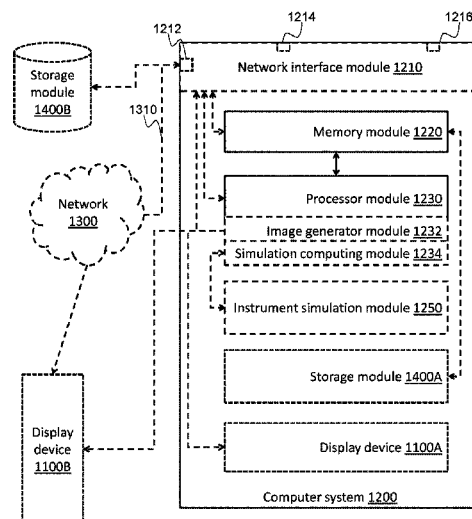 1212
1214
1216
Storage module
1400B
1310
Network interface module 1210
Memory module 1220
Network
1300
Processor module 1230
Image generator module 1232
Simulation computing module 1234
Instrument simulation module 1250
Storage module 1400A
Display
device
1100B
Display device 1100A
Computer system 1200